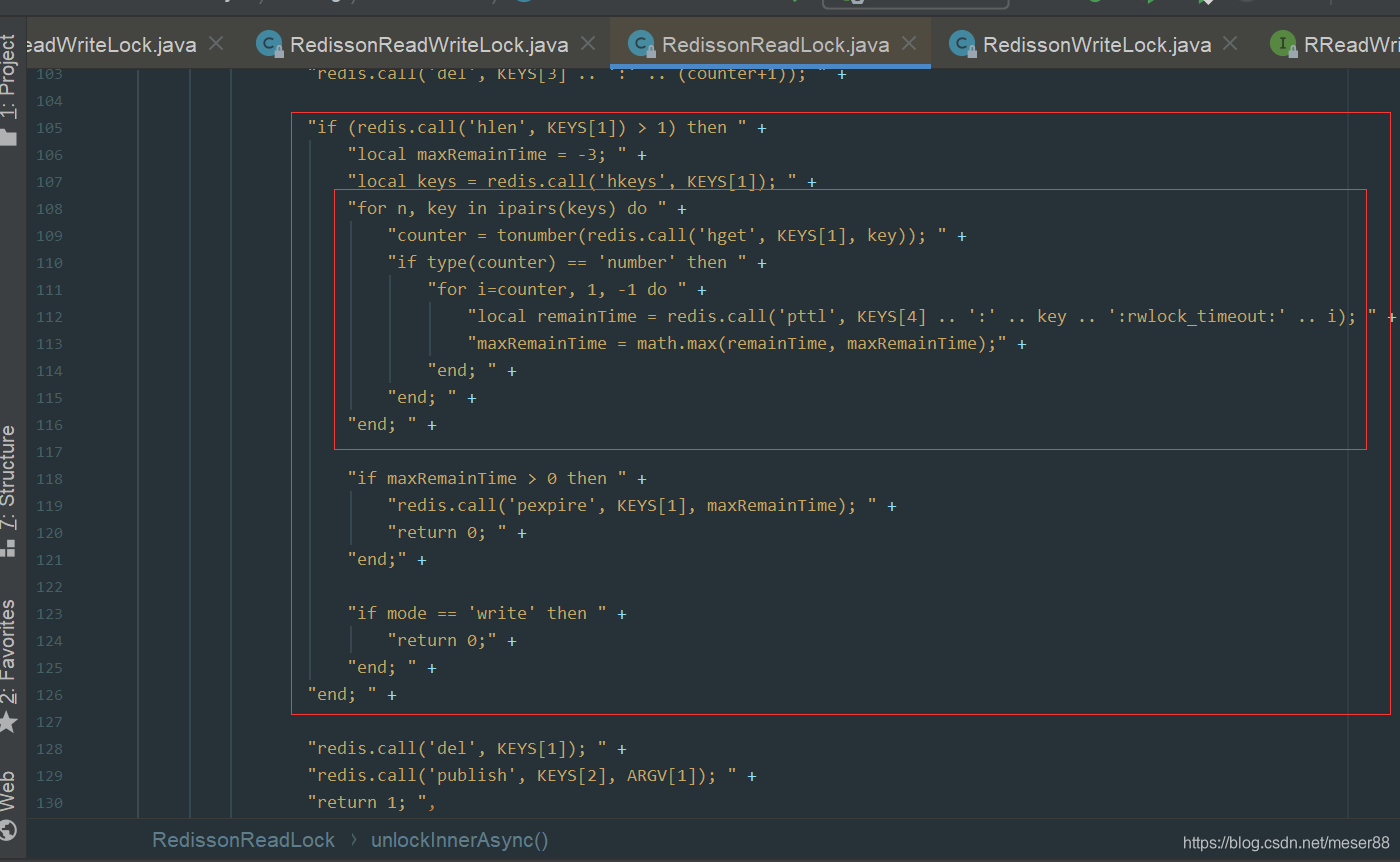 eadWriteLock.java
RedissonReadWriteLock.java
RedissonReadLock.java
RedissonWriteLock.java
RReadWri
1: Project
7: Structure
2: Favorites
Web
103 "redis.call('del', KEYS[3] .. ':' .. (counter+1)); " +
104
105 "if (redis.call('hlen', KEYS[1]) > 1) then " +
106 "local maxRemainTime = -3; " +
107 "local keys = redis.call('hkeys', KEYS[1]); " +
108 "for n, key in ipairs(keys) do " +
109 "counter = tonumber(redis.call('hget', KEYS[1], key)); " +
110 "if type(counter) == 'number' then " +
111 "for i=counter, 1, -1 do " +
112 "local remainTime = redis.call('pttl', KEYS[4] .. ':' .. key .. ':rwlock_timeout:' .. i); " +
113 "maxRemainTime = math.max(remainTime, maxRemainTime);" +
114 "end; " +
115 "end; " +
116 "end; " +
117
118 "if maxRemainTime > 0 then " +
119 "redis.call('pexpire', KEYS[1], maxRemainTime); " +
120 "return 0; " +
121 "end;" +
122
123 "if mode == 'write' then " +
124 "return 0;" +
125 "end; " +
126 "end; " +
127
128 "redis.call('del', KEYS[1]); " +
129 "redis.call('publish', KEYS[2], ARGV[1]); " +
130 "return 1; ",
RedissonReadLock › unlockInnerAsync()
https://blog.csdn.net/meser88